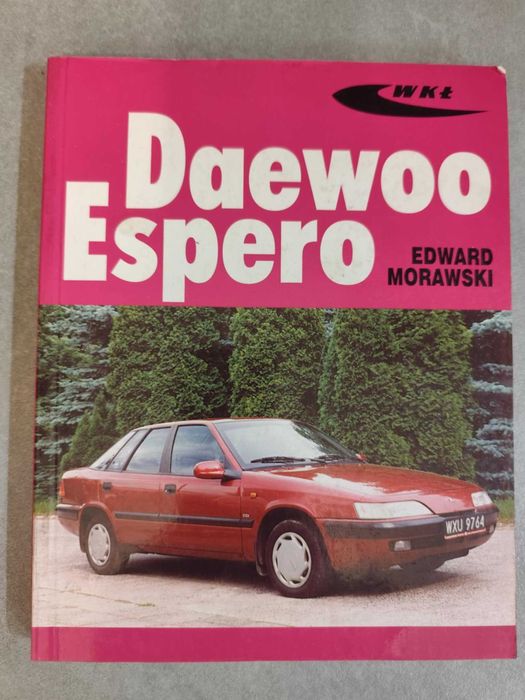 WKŁ
Daewoo
Espero
EDWARD
MORAWSKI
WXU 9764